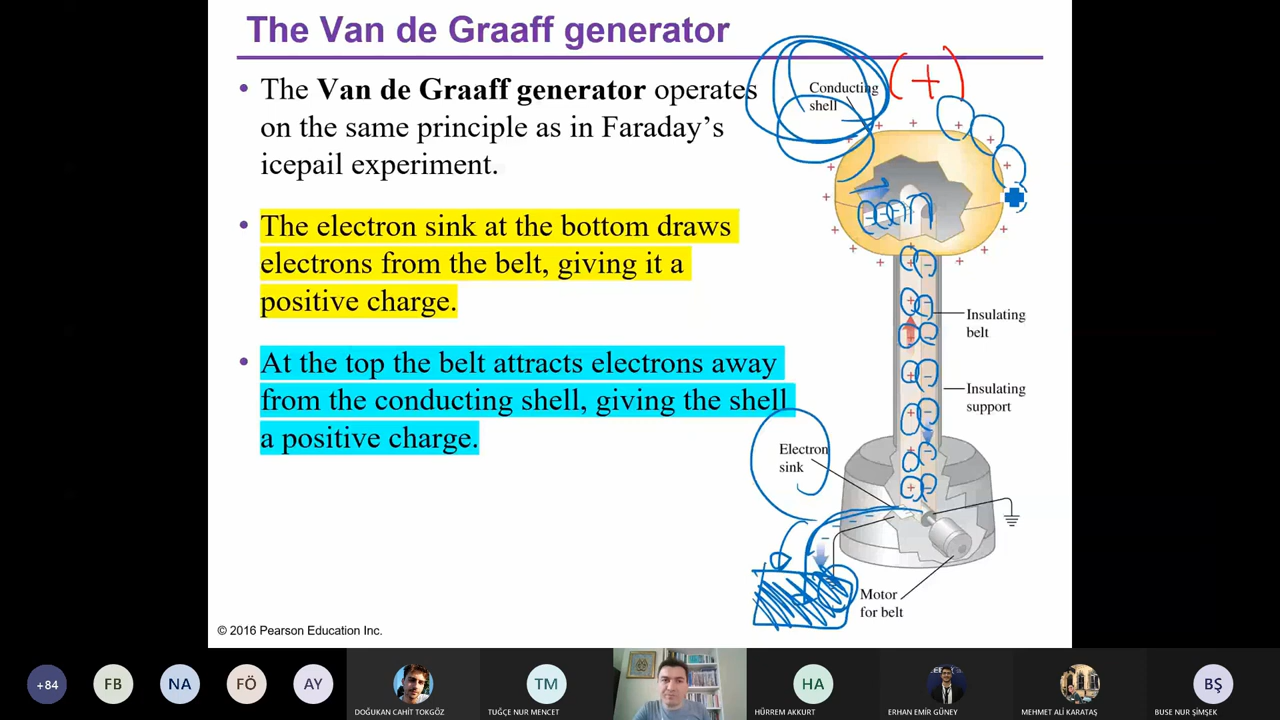 The Van de Graaff generator
• The Van de Graaff generator operates
on the same principle as in Faraday's
icepail experiment.
• The electron sink at the bottom draws
electrons from the belt, giving it a
positive charge.
• At the top the belt attracts electrons away
from the conducting shell, giving the shell
a positive charge.
Conducting
shell
(+)
Insulating
belt
Insulating
support
Electron
sink
Motor
for belt
© 2016 Pearson Education Inc.
+84
FB
NA
FÖ
AY
DOĞUKAN CAHİT TOKGÖZ
TM
TUĞÇE NUR MENCET
HA
HÜRREM AKKURT
ERHAN EMİR GÜNEY
MEHMET ALİ KARATAŞ
BŞ
BUSE NUR ŞİMŞEK